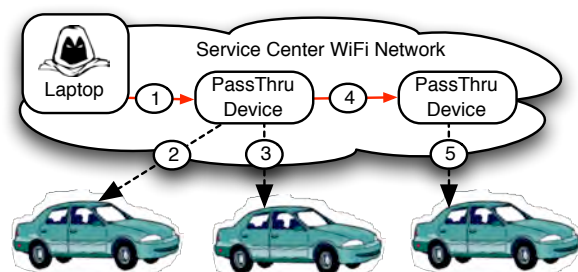 Service Center WiFi Network
Laptop
1
PassThru
Device
4
PassThru
Device
2
3
5